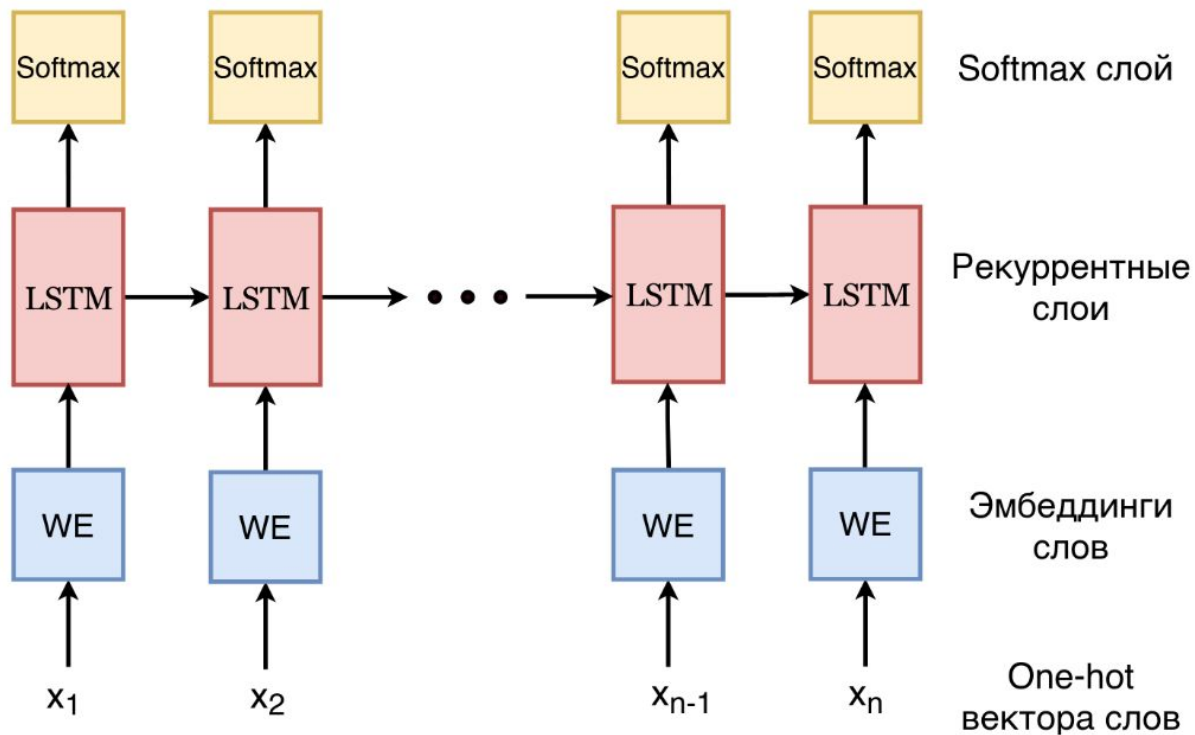 Softmax Softmax Softmax Softmax Softmax слой
LSTM LSTM LSTM LSTM Рекуррентные
слои
WE WE WE WE Эмбеддинги
слов
x1 x2 xn-1 xn One-hot
вектора слов